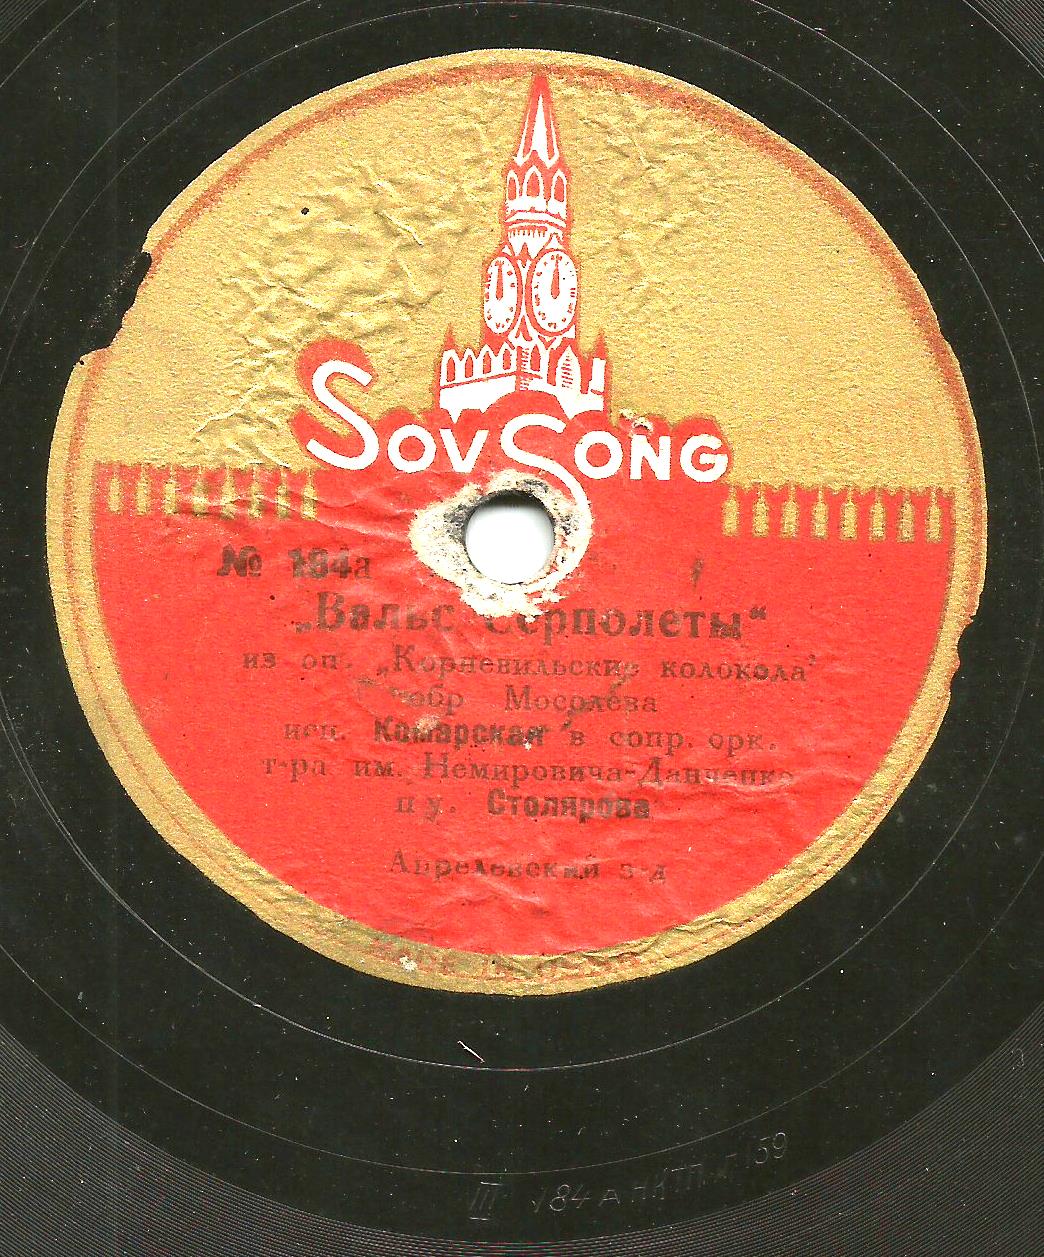 SovSong
№ 184а
„Вальс Серполеты“
из оп. „Корневильские колокола“
обр Мосолева
исп. Комарская в сопр. орк.
т-ра им. Немировича-Данченко
п у. Столярова
Апрелевский з-д
III 184 А НКТП